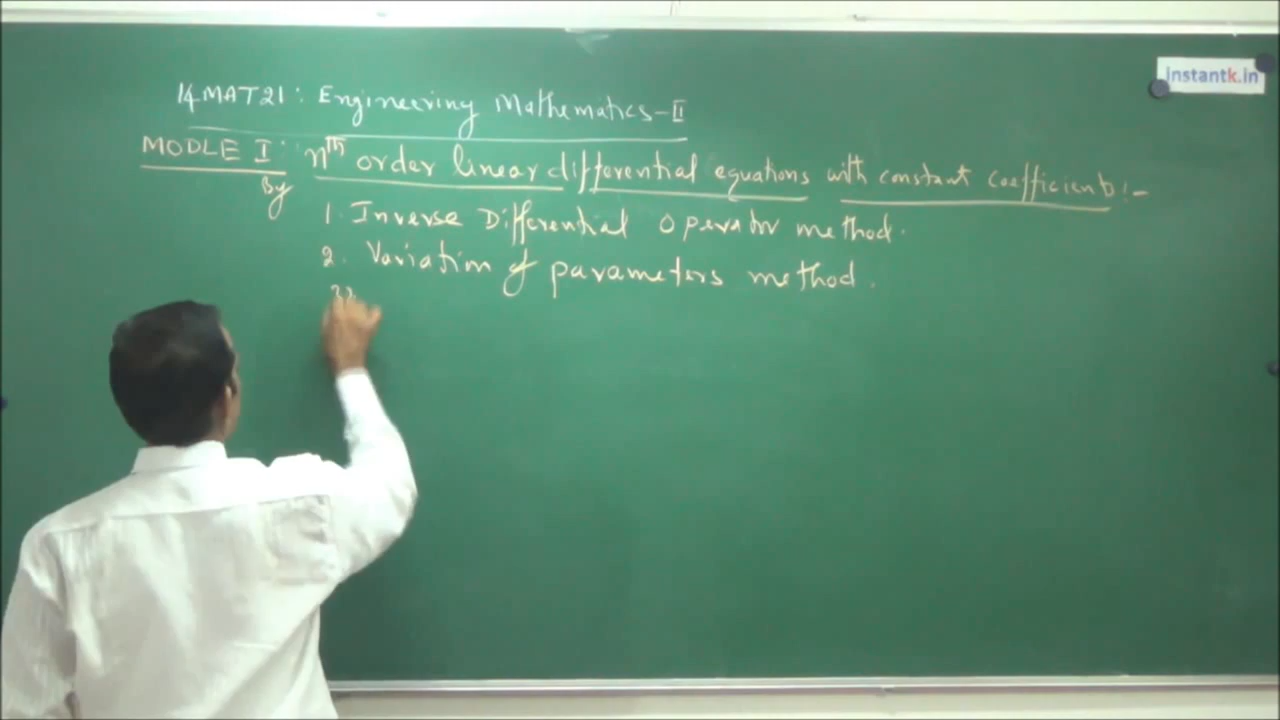 instantk.in
14MAT21: Engineering Mathematics-II
MODLE I: nth order linear differential equations with constant coefficients:-
By
1. Inverse Differential Operator method.
2. Variation of parameters method.